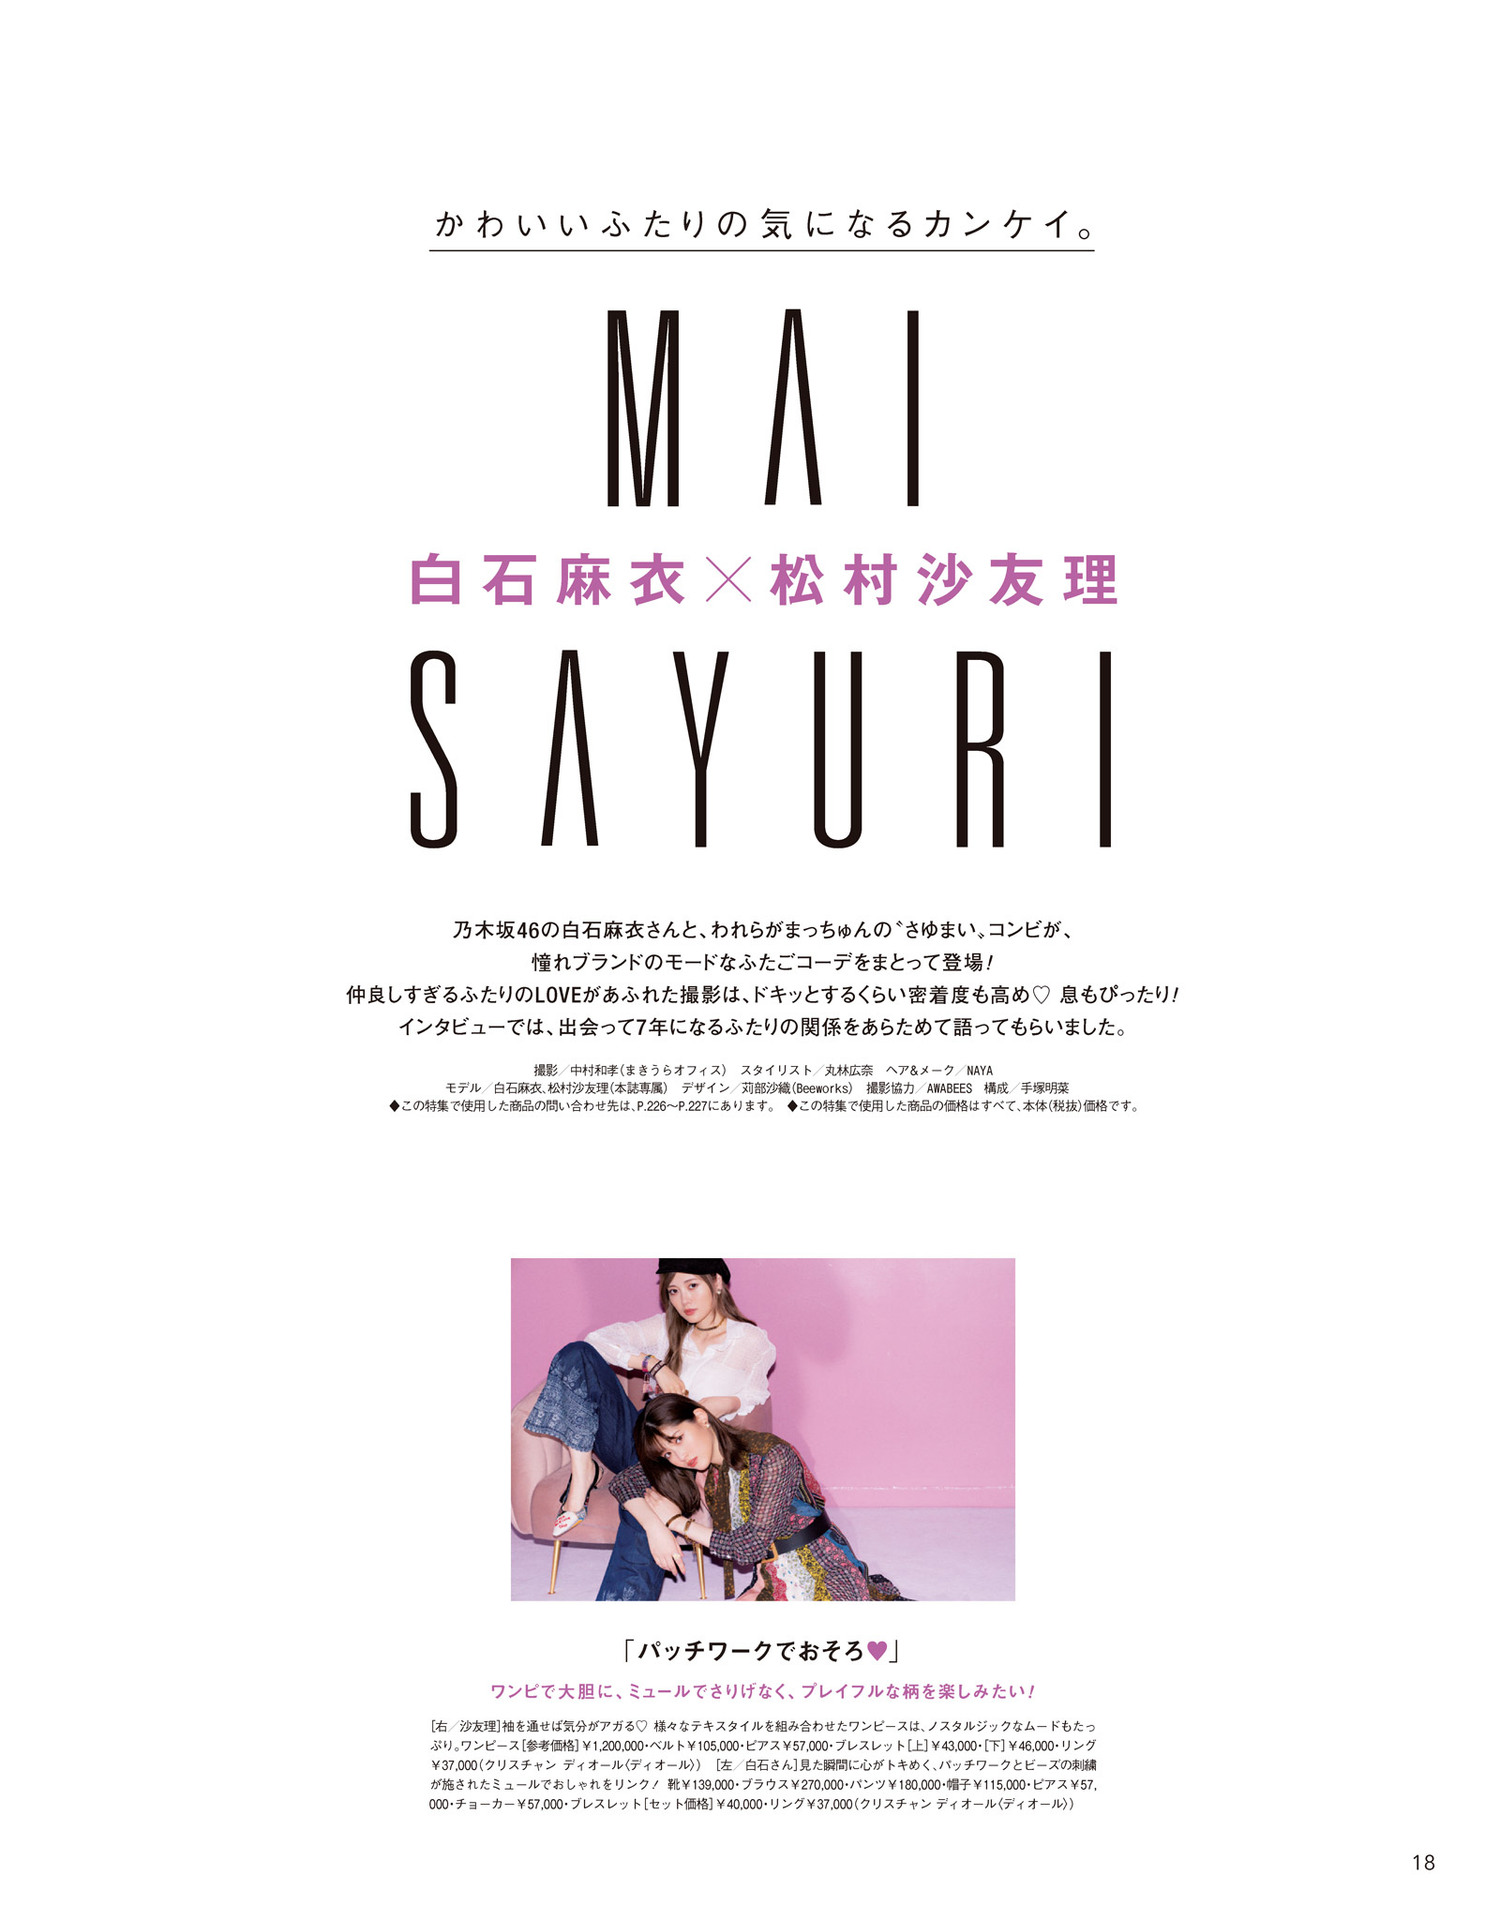 かわいいふたりの気になるカンケイ。
MAI
白石麻衣×松村沙友理
SAYURI
乃木坂46の白石麻衣さんと、われらがまっちゅんの〝さゆまい〟コンビが、
憧れブランドのモードなふたごコーデをまとって登場!
仲良しすぎるふたりのLOVEがあふれた撮影は、ドキッとするくらい密着度も高め♡ 息もぴったり!
インタビューでは、出会って7年になるふたりの関係をあらためて語ってもらいました。
撮影／中村和孝(まきうらオフィス)　スタイリスト／丸林広奈　ヘア&メーク／NAYA
モデル／白石麻衣、松村沙友理(本誌専属)　デザイン／苅部沙織(Beeworks)　撮影協力／AWABEES　構成／手塚明菜
◆この特集で使用した商品の問い合わせ先は、P.226〜P.227にあります。 ◆この特集で使用した商品の価格はすべて、本体(税抜)価格です。
「パッチワークでおそろ♥」
ワンピで大胆に、ミュールでさりげなく、プレイフルな柄を楽しみたい!
[右／沙友理]袖を通せば気分がアガる♡ 様々なテキスタイルを組み合わせたワンピースは、ノスタルジックなムードもたっ
ぷり。ワンピース[参考価格]¥1,200,000・ベルト¥105,000・ピアス¥57,000・ブレスレット[上]¥43,000・[下]¥46,000・リング
¥37,000(クリスチャン ディオール〈ディオール〉)　[左／白石さん]見た瞬間に心がトキめく、パッチワークとビーズの刺繍
が施されたミュールでおしゃれをリンク! 靴¥139,000・ブラウス¥270,000・パンツ¥180,000・帽子¥115,000・ピアス¥57,
000・チョーカー¥57,000・ブレスレット[セット価格]¥40,000・リング¥37,000(クリスチャン ディオール〈ディオール〉)
18